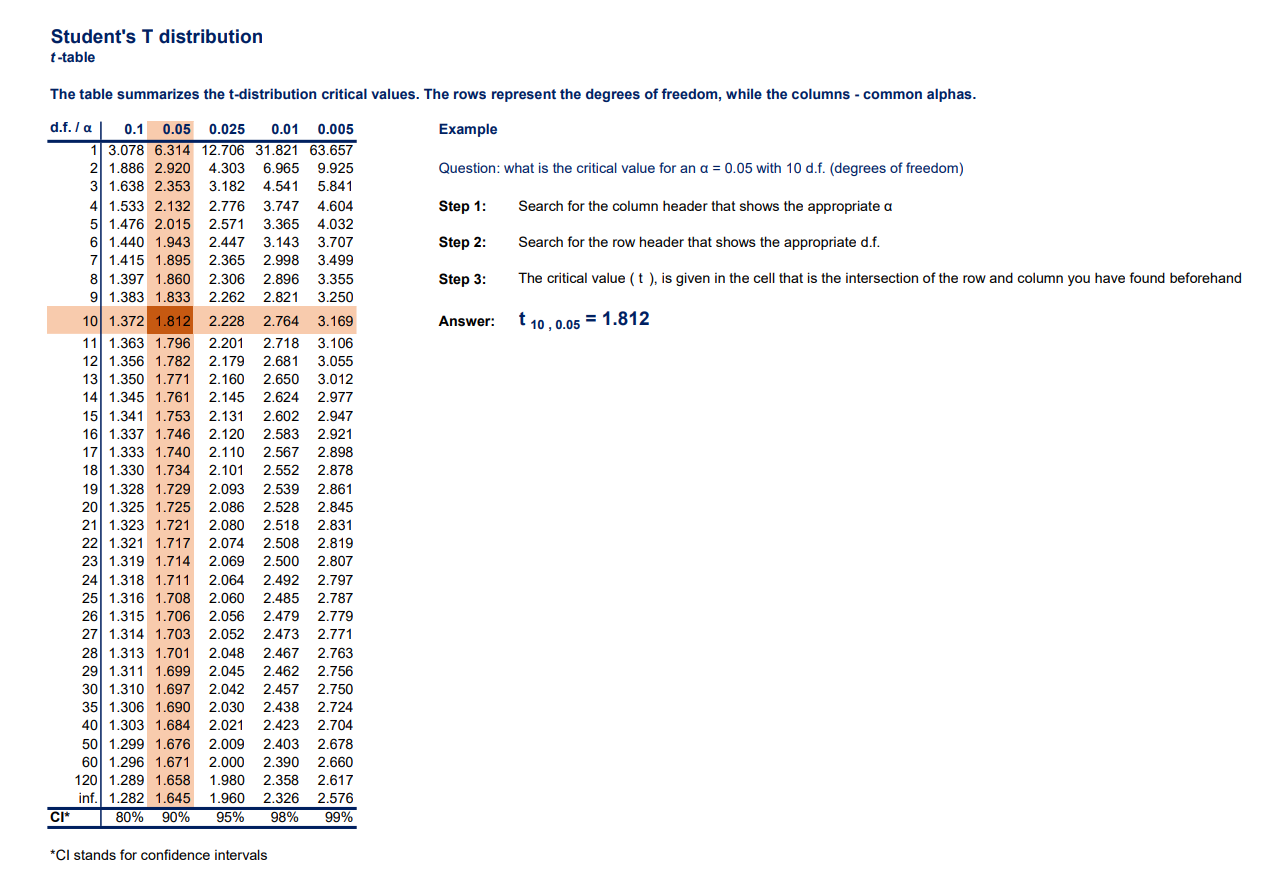 Student's T distribution
t-table
The table summarizes the t-distribution critical values. The rows represent the degrees of freedom, while the columns - common alphas.
d.f. / α 0.1 0.05 0.025 0.01 0.005
1 3.078 6.314 12.706 31.821 63.657
2 1.886 2.920 4.303 6.965 9.925
3 1.638 2.353 3.182 4.541 5.841
4 1.533 2.132 2.776 3.747 4.604
5 1.476 2.015 2.571 3.365 4.032
6 1.440 1.943 2.447 3.143 3.707
7 1.415 1.895 2.365 2.998 3.499
8 1.397 1.860 2.306 2.896 3.355
9 1.383 1.833 2.262 2.821 3.250
10 1.372 1.812 2.228 2.764 3.169
11 1.363 1.796 2.201 2.718 3.106
12 1.356 1.782 2.179 2.681 3.055
13 1.350 1.771 2.160 2.650 3.012
14 1.345 1.761 2.145 2.624 2.977
15 1.341 1.753 2.131 2.602 2.947
16 1.337 1.746 2.120 2.583 2.921
17 1.333 1.740 2.110 2.567 2.898
18 1.330 1.734 2.101 2.552 2.878
19 1.328 1.729 2.093 2.539 2.861
20 1.325 1.725 2.086 2.528 2.845
21 1.323 1.721 2.080 2.518 2.831
22 1.321 1.717 2.074 2.508 2.819
23 1.319 1.714 2.069 2.500 2.807
24 1.318 1.711 2.064 2.492 2.797
25 1.316 1.708 2.060 2.485 2.787
26 1.315 1.706 2.056 2.479 2.779
27 1.314 1.703 2.052 2.473 2.771
28 1.313 1.701 2.048 2.467 2.763
29 1.311 1.699 2.045 2.462 2.756
30 1.310 1.697 2.042 2.457 2.750
35 1.306 1.690 2.030 2.438 2.724
40 1.303 1.684 2.021 2.423 2.704
50 1.299 1.676 2.009 2.403 2.678
60 1.296 1.671 2.000 2.390 2.660
120 1.289 1.658 1.980 2.358 2.617
inf. 1.282 1.645 1.960 2.326 2.576
CI* 80% 90% 95% 98% 99%
*CI stands for confidence intervals
Example
Question: what is the critical value for an α = 0.05 with 10 d.f. (degrees of freedom)
Step 1: Search for the column header that shows the appropriate α
Step 2: Search for the row header that shows the appropriate d.f.
Step 3: The critical value ( t ), is given in the cell that is the intersection of the row and column you have found beforehand
Answer: t 10 , 0.05 = 1.812